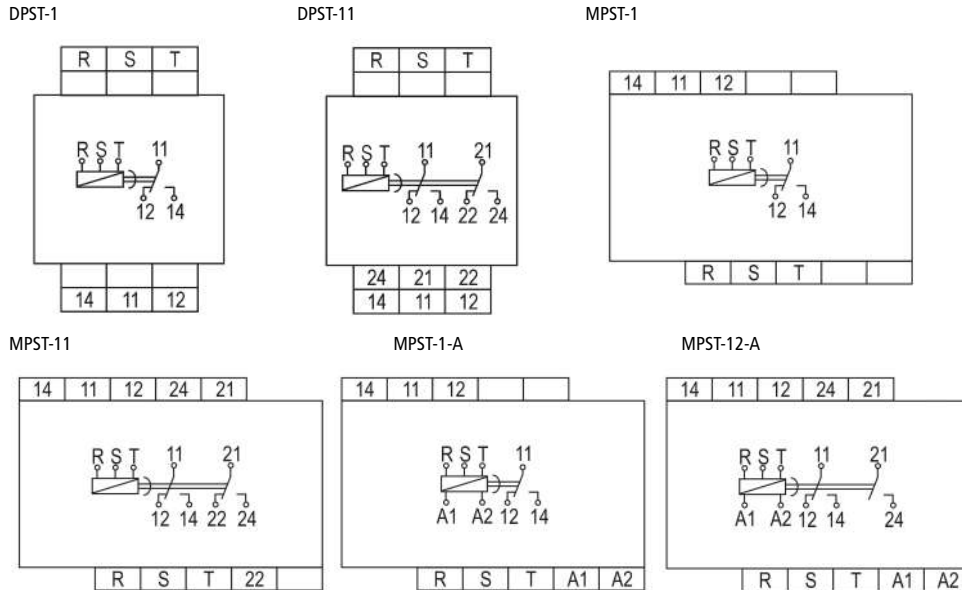 DPST-1
DPST-11
MPST-1
R S T
R S T
14 11 12
R S T 11
12 14
R S T 11 21
12 14 22 24
R S T 11
12 14
14 11 12
24 21 22
14 11 12
R S T
MPST-11
MPST-1-A
MPST-12-A
14 11 12 24 21
14 11 12
14 11 12 24 21
R S T 11 21
12 14 22 24
R S T 11
A1 A2 12 14
R S T 11 21
A1 A2 12 14 24
R S T 22
R S T A1 A2
R S T A1 A2